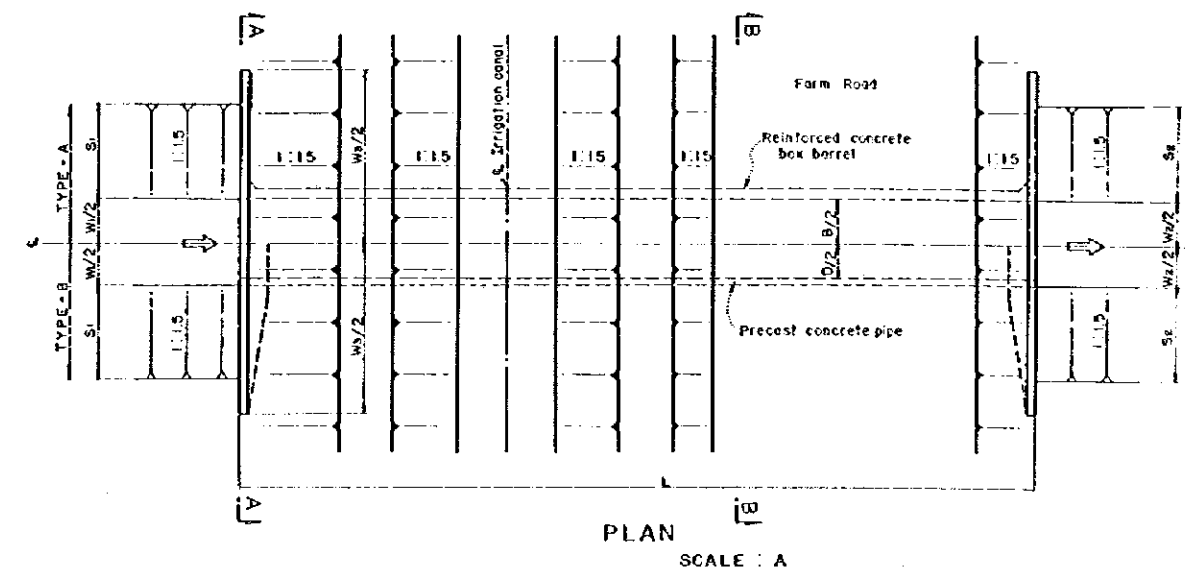 A
B
Farm Road
Reinforced concrete
box barrel
℄ Irrigation canal
1:1.5
1:1.5
1:1.5
1:1.5
1:1.5
1:1.5
1:1.5
TYPE-A
S1
W1/2
W3/2
B/2
S2
W2/2
℄
TYPE-B
W1/2
S1
1:1.5
W3/2
D/2
Precast concrete pipe
W2/2
S2
1:1.5
L
A
B
PLAN
SCALE : A